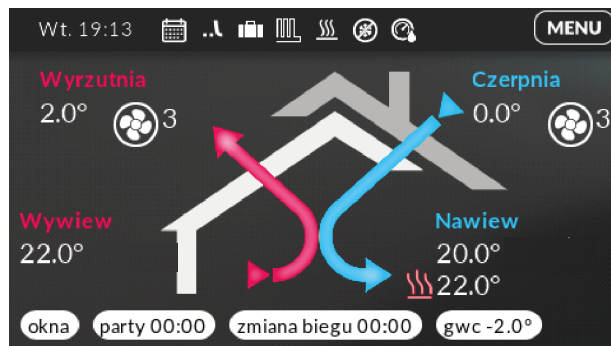 Wt. 19:13 MENU
Wyrzutnia Czerpnia
2.0° 3 0.0° 3
Wywiew Nawiew
22.0° 20.0°
22.0°
okna party 00:00 zmiana biegu 00:00 gwc -2.0°